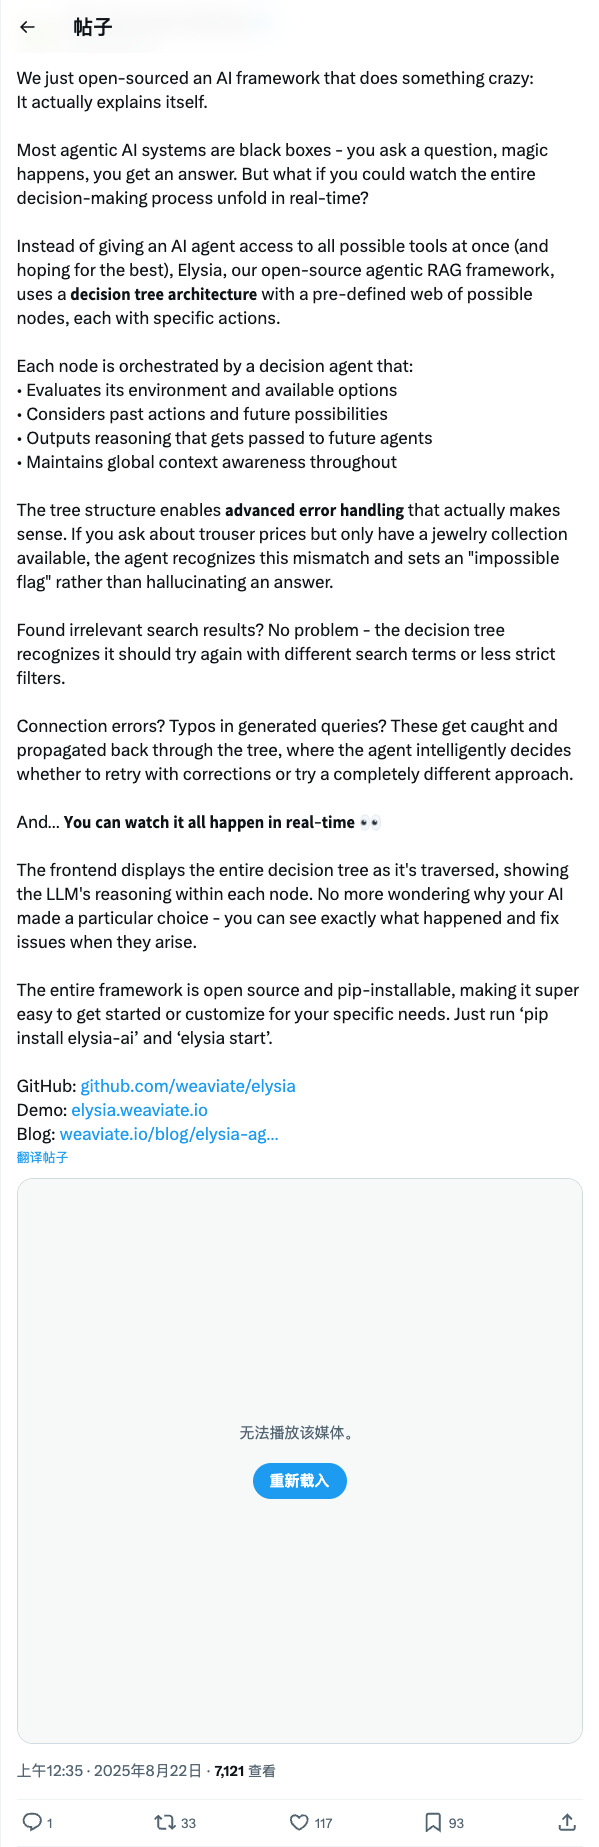 帖子
We just open-sourced an AI framework that does something crazy:
It actually explains itself.
Most agentic AI systems are black boxes - you ask a question, magic
happens, you get an answer. But what if you could watch the entire
decision-making process unfold in real-time?
Instead of giving an AI agent access to all possible tools at once (and
hoping for the best), Elysia, our open-source agentic RAG framework,
uses a decision tree architecture with a pre-defined web of possible
nodes, each with specific actions.
Each node is orchestrated by a decision agent that:
• Evaluates its environment and available options
• Considers past actions and future possibilities
• Outputs reasoning that gets passed to future agents
• Maintains global context awareness throughout
The tree structure enables advanced error handling that actually makes
sense. If you ask about trouser prices but only have a jewelry collection
available, the agent recognizes this mismatch and sets an "impossible
flag" rather than hallucinating an answer.
Found irrelevant search results? No problem - the decision tree
recognizes it should try again with different search terms or less strict
filters.
Connection errors? Typos in generated queries? These get caught and
propagated back through the tree, where the agent intelligently decides
whether to retry with corrections or try a completely different approach.
And... You can watch it all happen in real-time 👀
The frontend displays the entire decision tree as it's traversed, showing
the LLM's reasoning within each node. No more wondering why your AI
made a particular choice - you can see exactly what happened and fix
issues when they arise.
The entire framework is open source and pip-installable, making it super
easy to get started or customize for your specific needs. Just run ‘pip
install elysia-ai’ and ‘elysia start’.
GitHub: github.com/weaviate/elysia
Demo: elysia.weaviate.io
Blog: weaviate.io/blog/elysia-ag...
翻译帖子
无法播放该媒体。
重新载入
上午12:35 · 2025年8月22日 · 7,121 查看
1 33 117 93